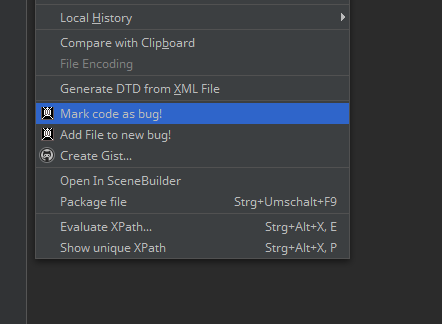 Local History
Compare with Clipboard
File Encoding
Generate DTD from XML File
Mark code as bug!
Add File to new bug!
Create Gist...
Open In SceneBuilder
Package file Strg+Umschalt+F9
Evaluate XPath... Strg+Alt+X, E
Show unique XPath Strg+Alt+X, P